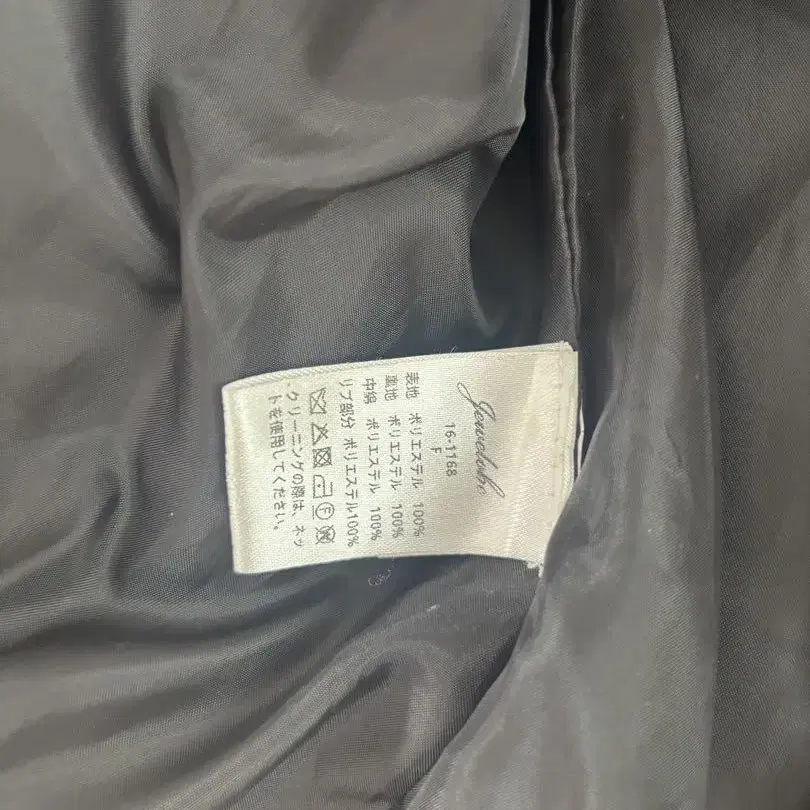 16-1168
F
表地 ポリエステル 100%
裏地 ポリエステル 100%
中綿 ポリエステル 100%
リブ部分 ポリエステル100%
クリーニングの際は、ネッ
トを使用してください。